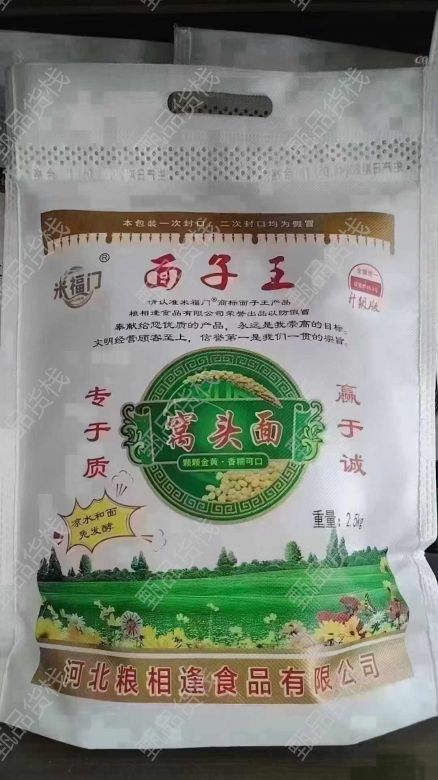 本包装一次封口，二次封口均为假冒
米福门®
面子王
升级版
请认准米福门®商标面子王产品
粮相逢食品有限公司荣誉出品以防假冒
奉献给您优质的产品，永远是我崇高的目标。
文明经营顾客至上，信誉第一是我们一贯的宗旨。
专于质
赢于诚
窝头面
颗颗金黄·香糯可口
凉水和面
免发酵
重量：2.5kg
河北粮相逢食品有限公司
甄品货栈